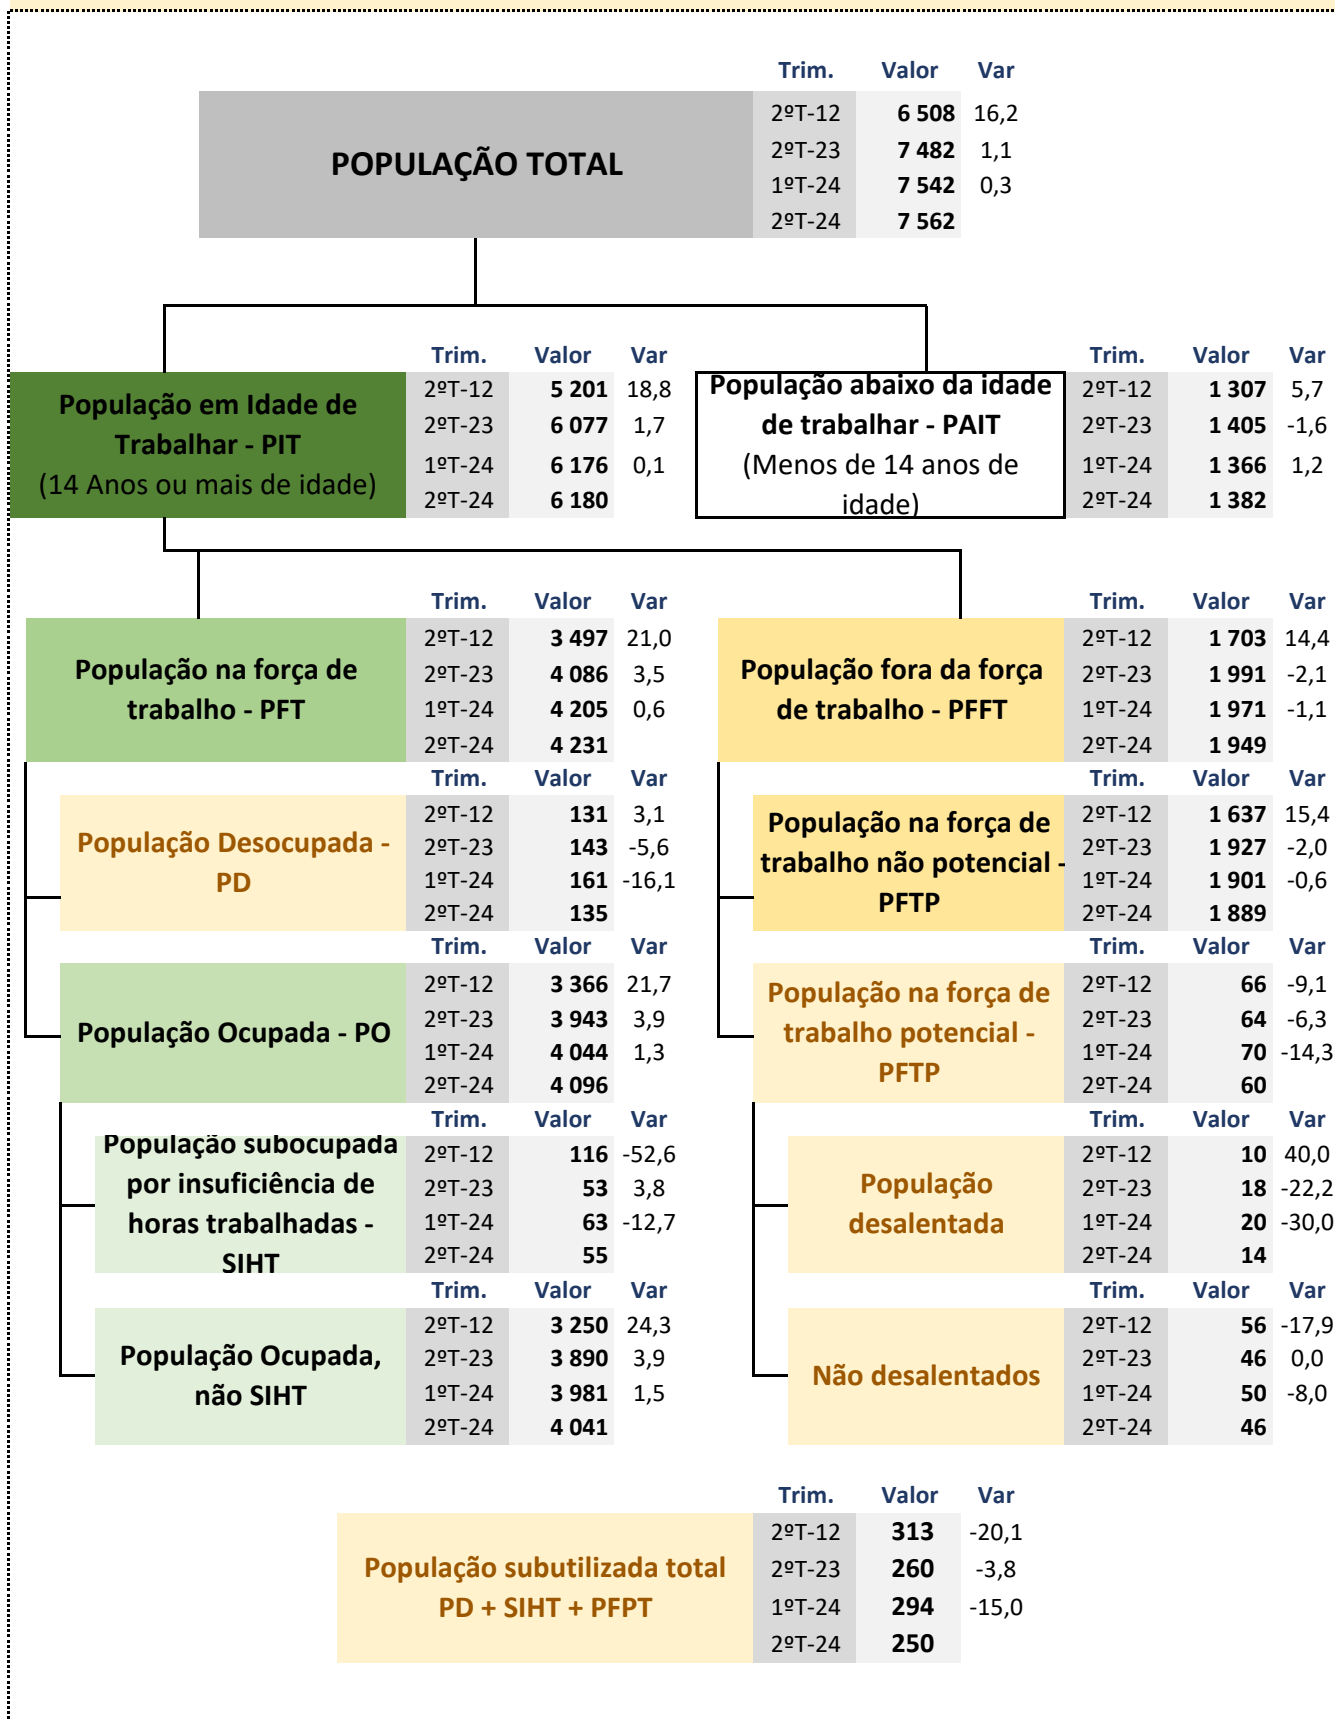 Trim. Valor Var
2ºT-12 6 508 16,2
POPULAÇÃO TOTAL
2ºT-23 7 482 1,1
1ºT-24 7 542 0,3
2ºT-24 7 562
Trim. Valor Var
População em Idade de
Trabalhar - PIT
(14 Anos ou mais de idade)
2ºT-12 5 201 18,8
2ºT-23 6 077 1,7
1ºT-24 6 176 0,1
2ºT-24 6 180
Trim. Valor Var
População abaixo da idade
de trabalhar - PAIT
(Menos de 14 anos de
idade)
2ºT-12 1 307 5,7
2ºT-23 1 405 -1,6
1ºT-24 1 366 1,2
2ºT-24 1 382
Trim. Valor Var
População na força de
trabalho - PFT
2ºT-12 3 497 21,0
2ºT-23 4 086 3,5
1ºT-24 4 205 0,6
2ºT-24 4 231
Trim. Valor Var
População fora da força
de trabalho - PFFT
2ºT-12 1 703 14,4
2ºT-23 1 991 -2,1
1ºT-24 1 971 -1,1
2ºT-24 1 949
Trim. Valor Var
População Desocupada -
PD
2ºT-12 131 3,1
2ºT-23 143 -5,6
1ºT-24 161 -16,1
2ºT-24 135
Trim. Valor Var
População na força de
trabalho não potencial -
PFTP
2ºT-12 1 637 15,4
2ºT-23 1 927 -2,0
1ºT-24 1 901 -0,6
2ºT-24 1 889
Trim. Valor Var
População Ocupada - PO
2ºT-12 3 366 21,7
2ºT-23 3 943 3,9
1ºT-24 4 044 1,3
2ºT-24 4 096
Trim. Valor Var
População na força de
trabalho potencial -
PFTP
2ºT-12 66 -9,1
2ºT-23 64 -6,3
1ºT-24 70 -14,3
2ºT-24 60
Trim. Valor Var
População subocupada
por insuficiência de
horas trabalhadas -
SIHT
2ºT-12 116 -52,6
2ºT-23 53 3,8
1ºT-24 63 -12,7
2ºT-24 55
Trim. Valor Var
População
desalentada
2ºT-12 10 40,0
2ºT-23 18 -22,2
1ºT-24 20 -30,0
2ºT-24 14
Trim. Valor Var
População Ocupada,
não SIHT
2ºT-12 3 250 24,3
2ºT-23 3 890 3,9
1ºT-24 3 981 1,5
2ºT-24 4 041
Trim. Valor Var
Não desalentados
2ºT-12 56 -17,9
2ºT-23 46 0,0
1ºT-24 50 -8,0
2ºT-24 46
Trim. Valor Var
População subutilizada total
PD + SIHT + PFPT
2ºT-12 313 -20,1
2ºT-23 260 -3,8
1ºT-24 294 -15,0
2ºT-24 250